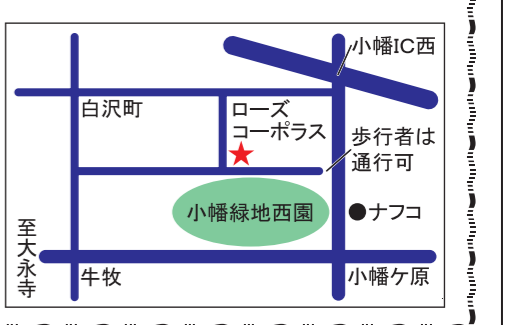 小幡IC西
白沢町
ローズ
コーポラス
歩行者は
通行可
小幡緑地西園
●ナフコ
至大永寺
牛牧
小幡ケ原